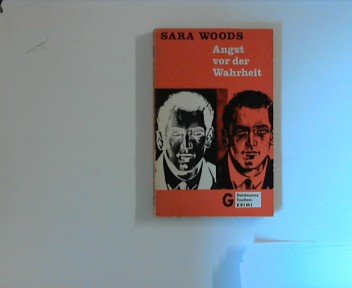 SARA WOODS
Angst
vor der
Wahrheit
G
Goldmanns
Taschen-
KRIMI